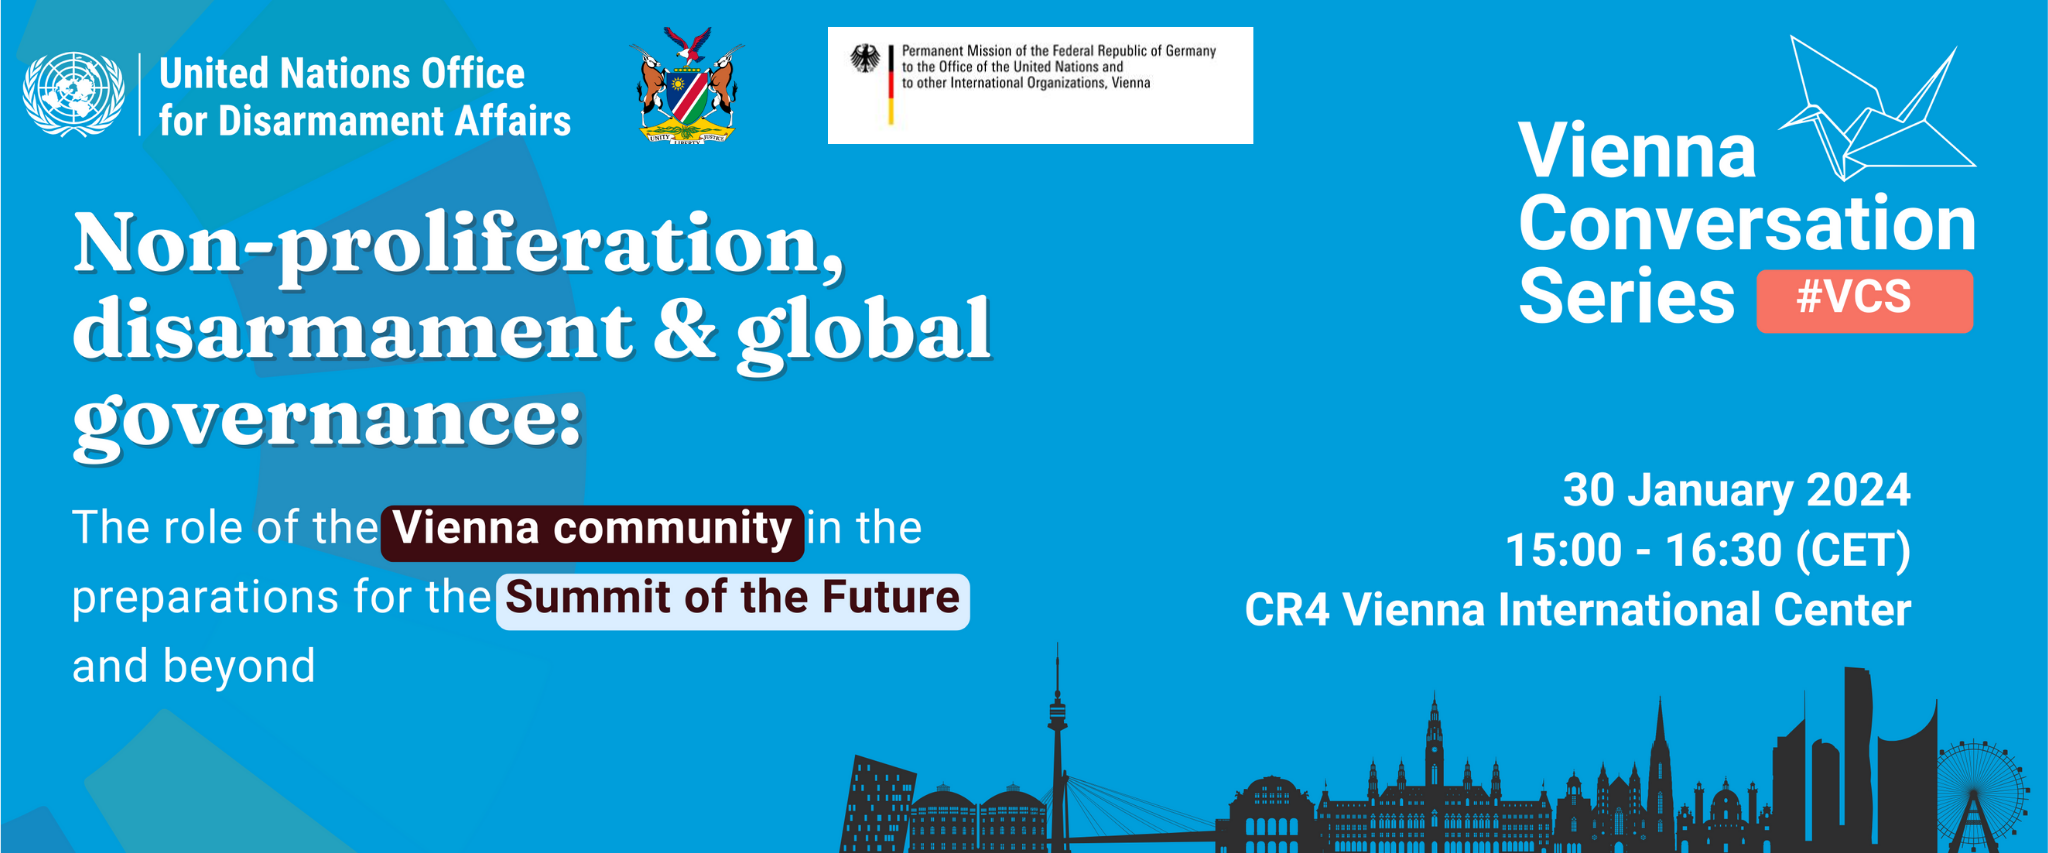 United Nations Office
for Disarmament Affairs
UNITY LIBERTY JUSTICE
Permanent Mission of the Federal Republic of Germany
to the Office of the United Nations and
to other International Organizations, Vienna
Vienna
Conversation
Series #VCS
Non-proliferation,
disarmament & global
governance:
The role of the Vienna community in the
preparations for the Summit of the Future
and beyond
30 January 2024
15:00 - 16:30 (CET)
CR4 Vienna International Center